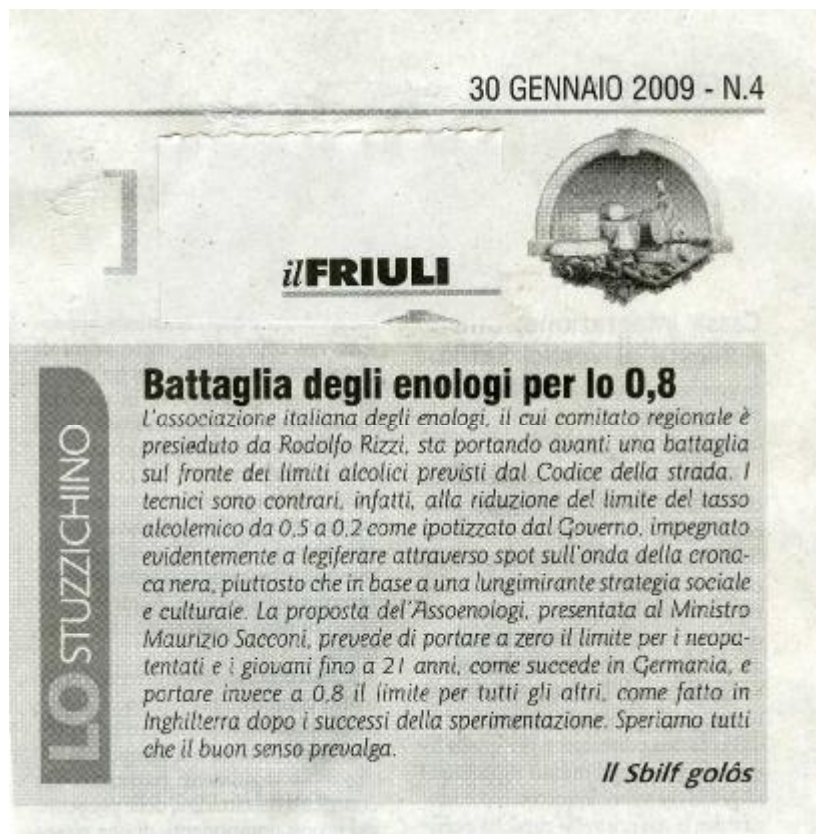 30 GENNAIO 2009 - N.4
il FRIULI
LO STUZZICHINO
Battaglia degli enologi per lo 0,8
L'associazione italiana degli enologi, il cui comitato regionale è
presieduto da Rodolfo Rizzi, sta portando avanti una battaglia
sul fronte dei limiti alcolici previsti dal Codice della strada. I
tecnici sono contrari, infatti, alla riduzione del limite del tasso
alcolemico da 0,5 a 0,2 come ipotizzato dal Governo, impegnato
evidentemente a legiferare attraverso spot sull'onda della crona-
ca nera, piuttosto che in base a una lungimirante strategia sociale
e culturale. La proposta del'Assoenologi, presentata al Ministro
Maurizio Sacconi, prevede di portare a zero il limite per i neopa-
tentati e i giovani fino a 21 anni, come succede in Germania, e
portare invece a 0,8 il limite per tutti gli altri, come fatto in
Inghilterra dopo i successi della sperimentazione. Speriamo tutti
che il buon senso prevalga.
Il Sbilf golôs